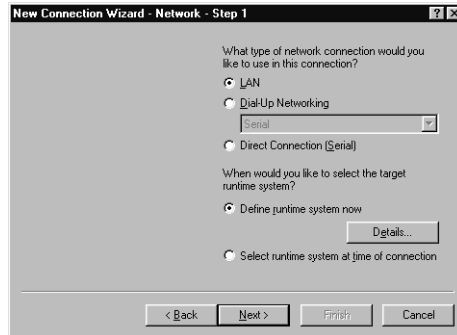 New Connection Wizard - Network - Step 1
What type of network connection would you
like to use in this connection?
LAN
Dial-Up Networking
Serial
Direct Connection (Serial)
When would you like to select the target
runtime system?
Define runtime system now
Details...
Select runtime system at time of connection
< Back
Next >
Finish
Cancel